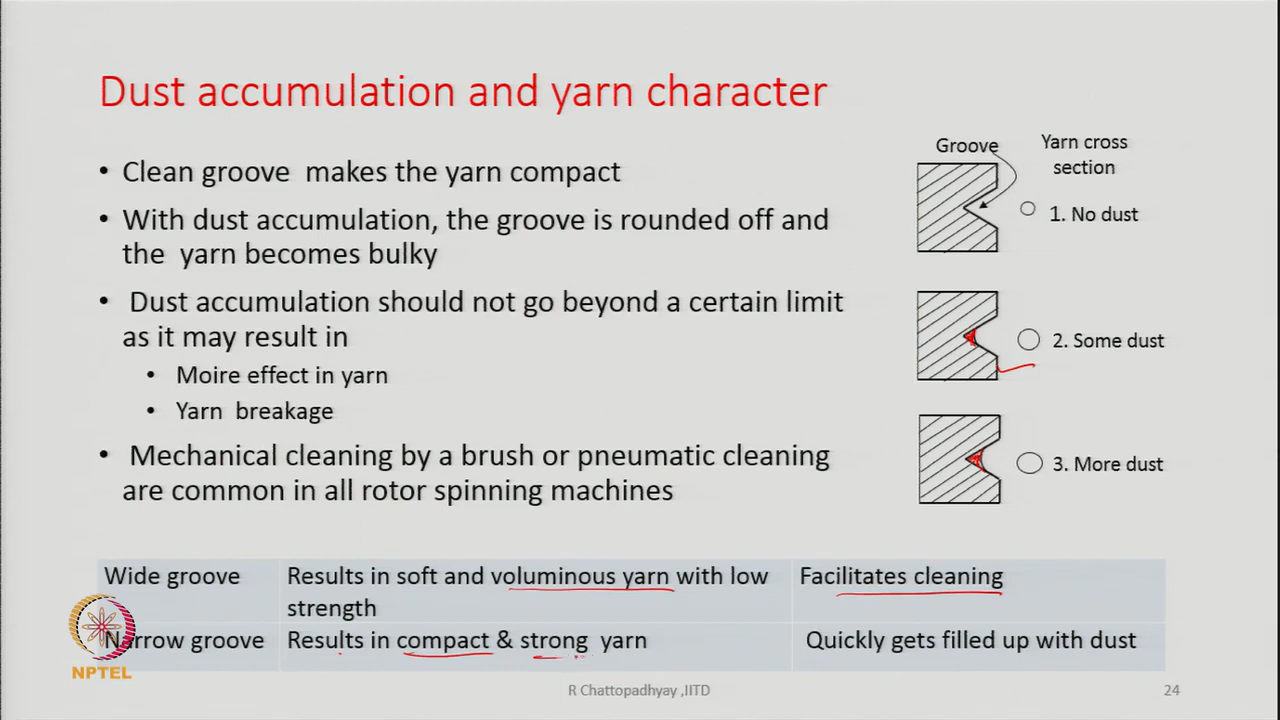 Dust accumulation and yarn character
• Clean groove makes the yarn compact
• With dust accumulation, the groove is rounded off and
the yarn becomes bulky
• Dust accumulation should not go beyond a certain limit
as it may result in
• Moire effect in yarn
• Yarn breakage
• Mechanical cleaning by a brush or pneumatic cleaning
are common in all rotor spinning machines
Groove
Yarn cross
section
1. No dust
2. Some dust
3. More dust
Wide groove Results in soft and voluminous yarn with low Facilitates cleaning
strength
Narrow groove Results in compact & strong yarn Quickly gets filled up with dust
NPTEL
R Chattopadhyay ,IITD
24